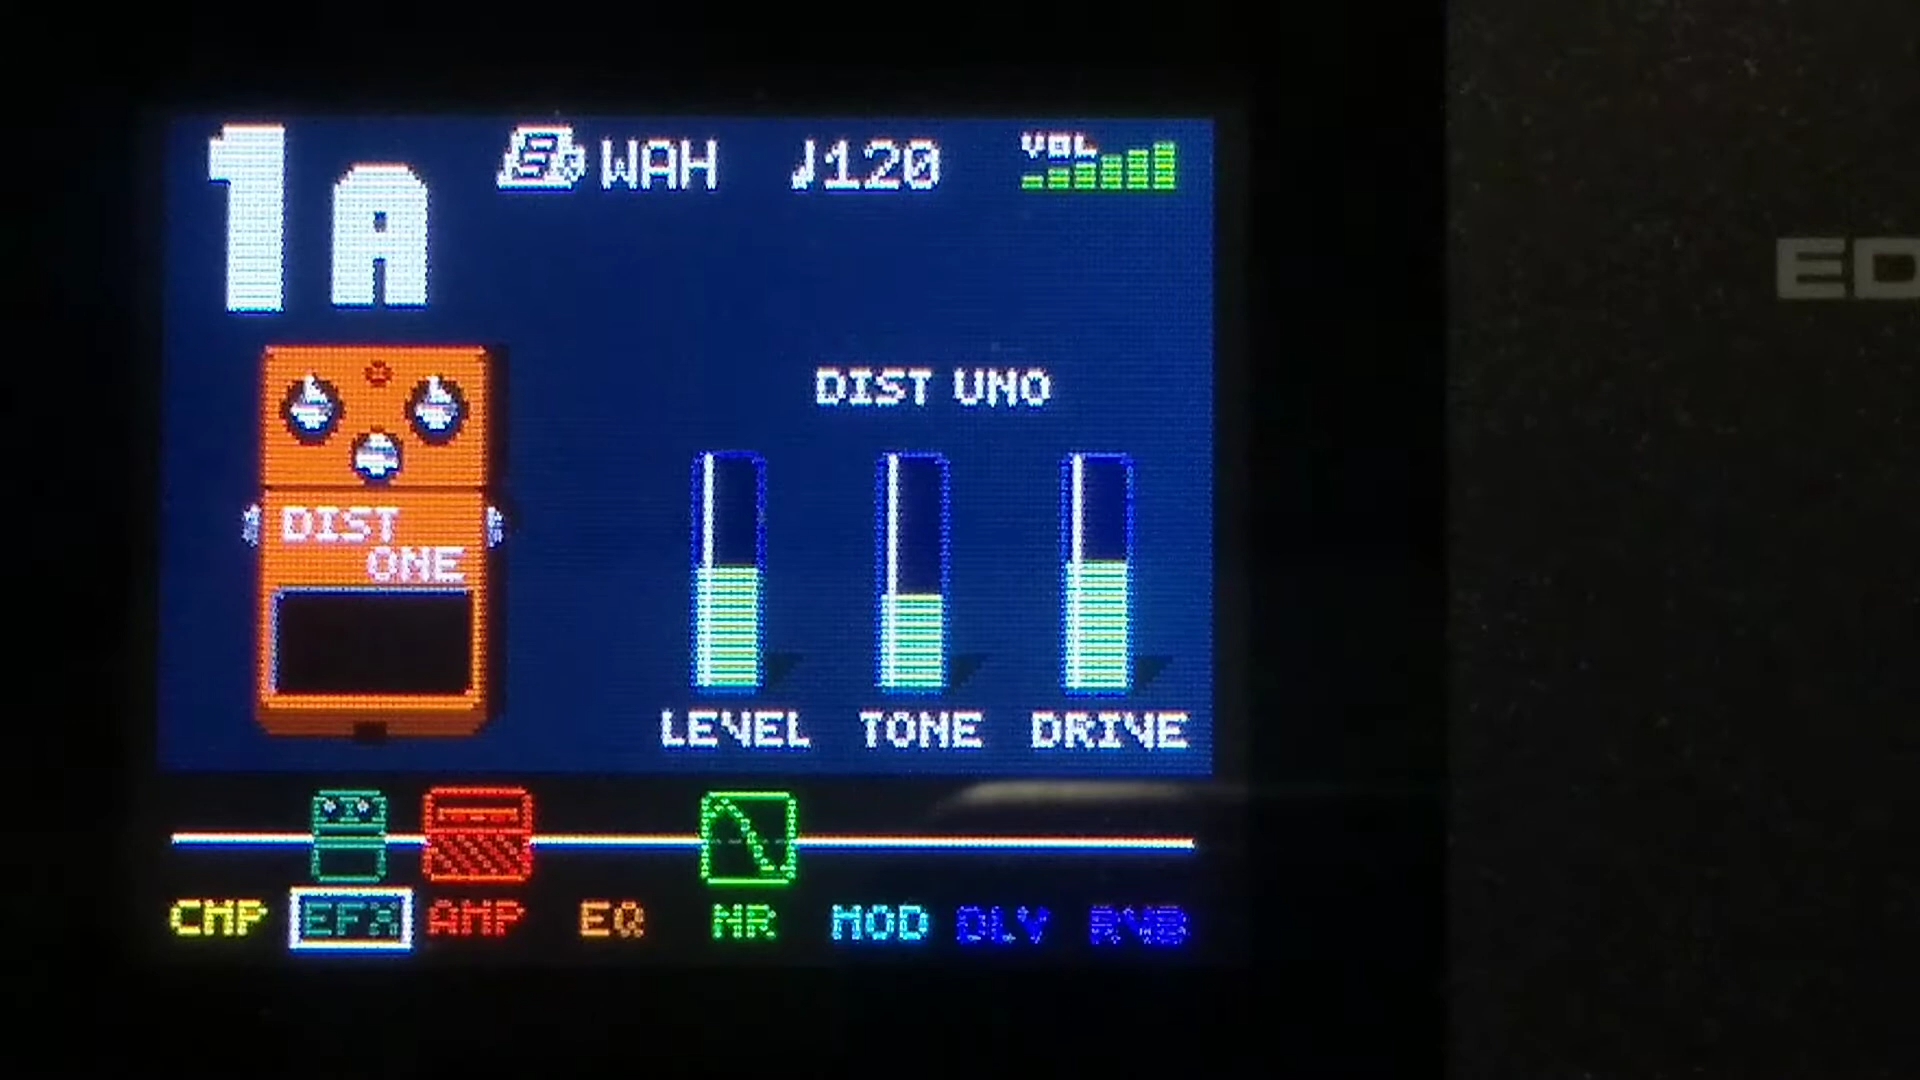 1A WAH ♩120 VOL
ED
DIST UNO
DIST
ONE
LEVEL TONE DRIVE
CMP EFX AMP EQ NR MOD DLY RVB